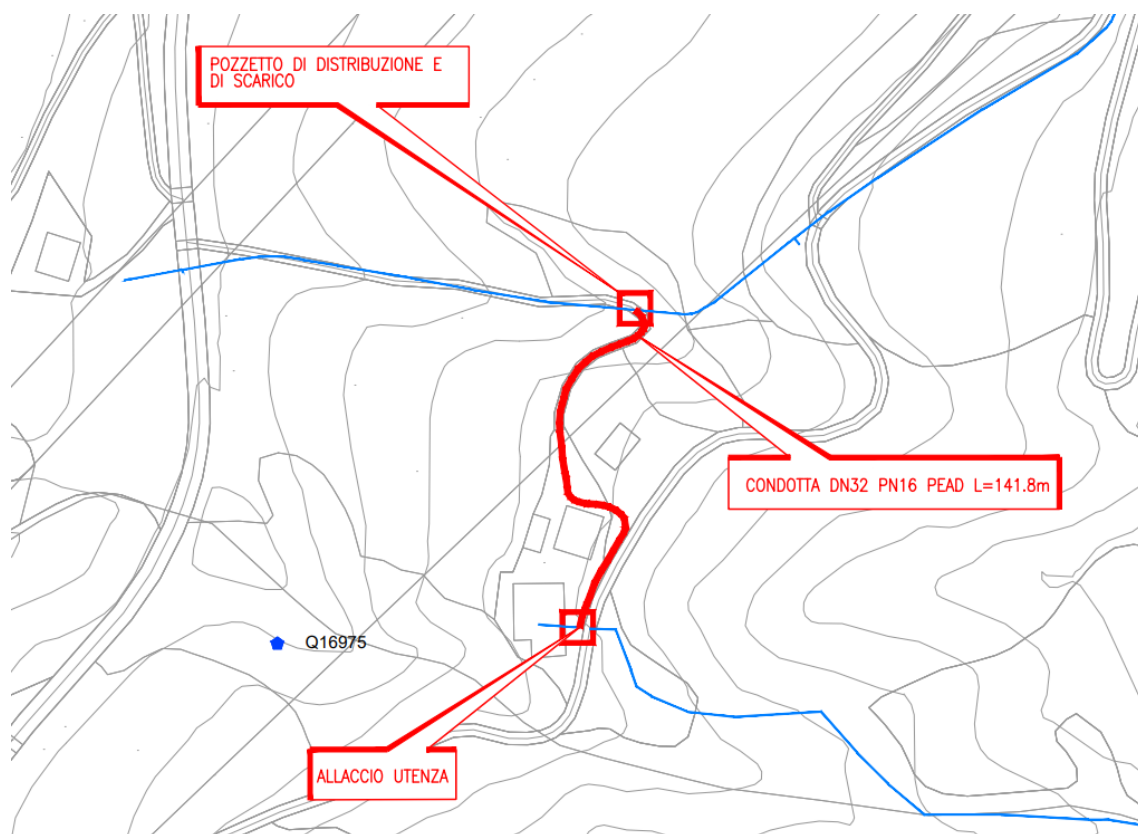 POZZETTO DI DISTRIBUZIONE E
DI SCARICO
CONDOTTA DN32 PN16 PEAD L=141.8m
Q16975
ALLACCIO UTENZA